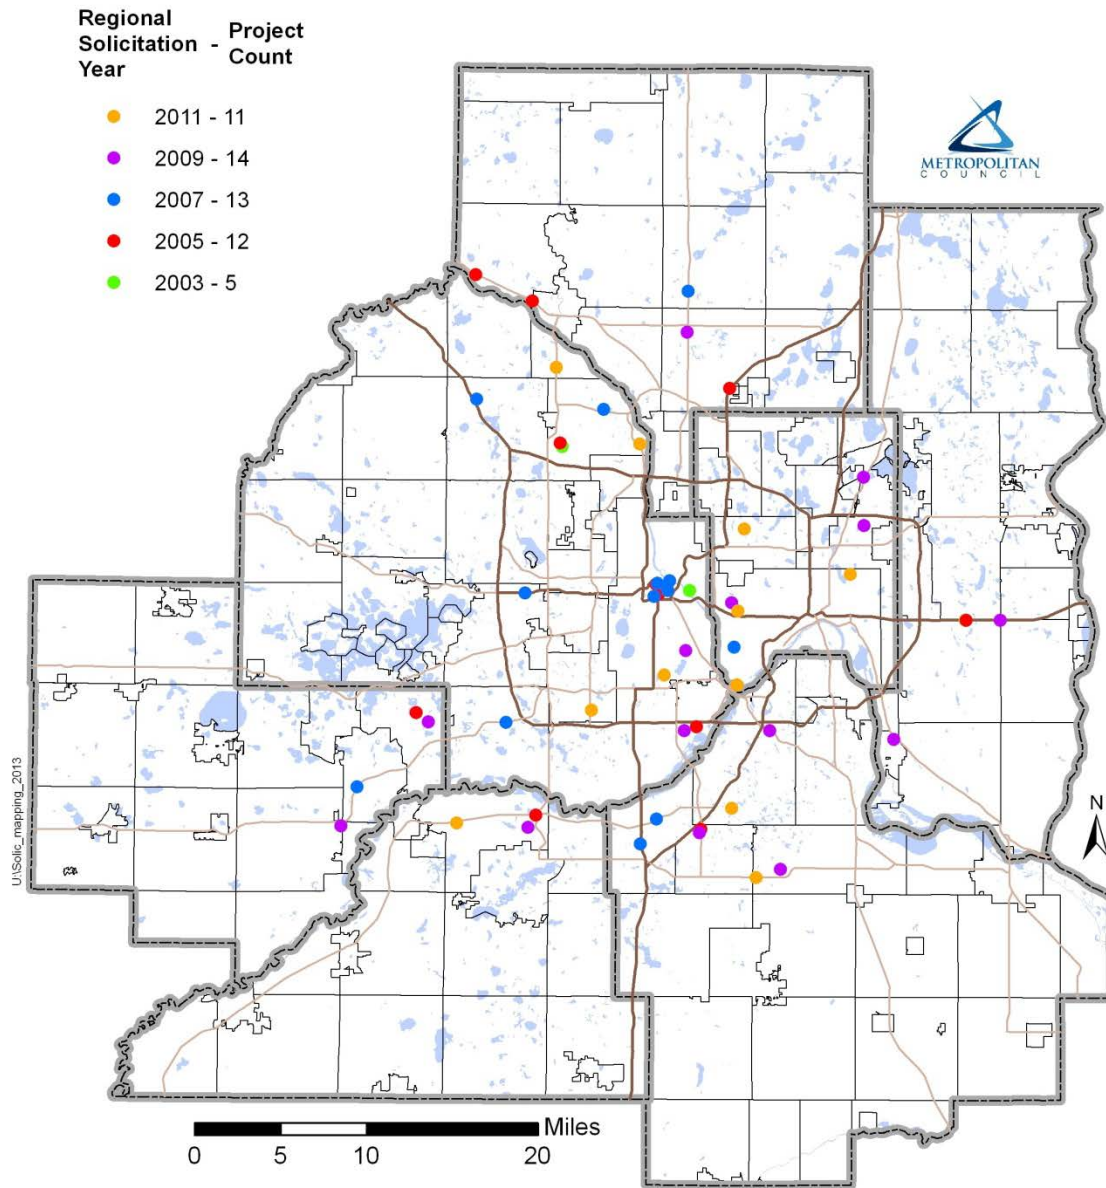 Regional
Solicitation - Project
Year Count
2011 - 11
2009 - 14
2007 - 13
2005 - 12
2003 - 5
METROPOLITAN
COUNCIL
U:\Solic_mapping_2013
N
Miles
0 5 10 20